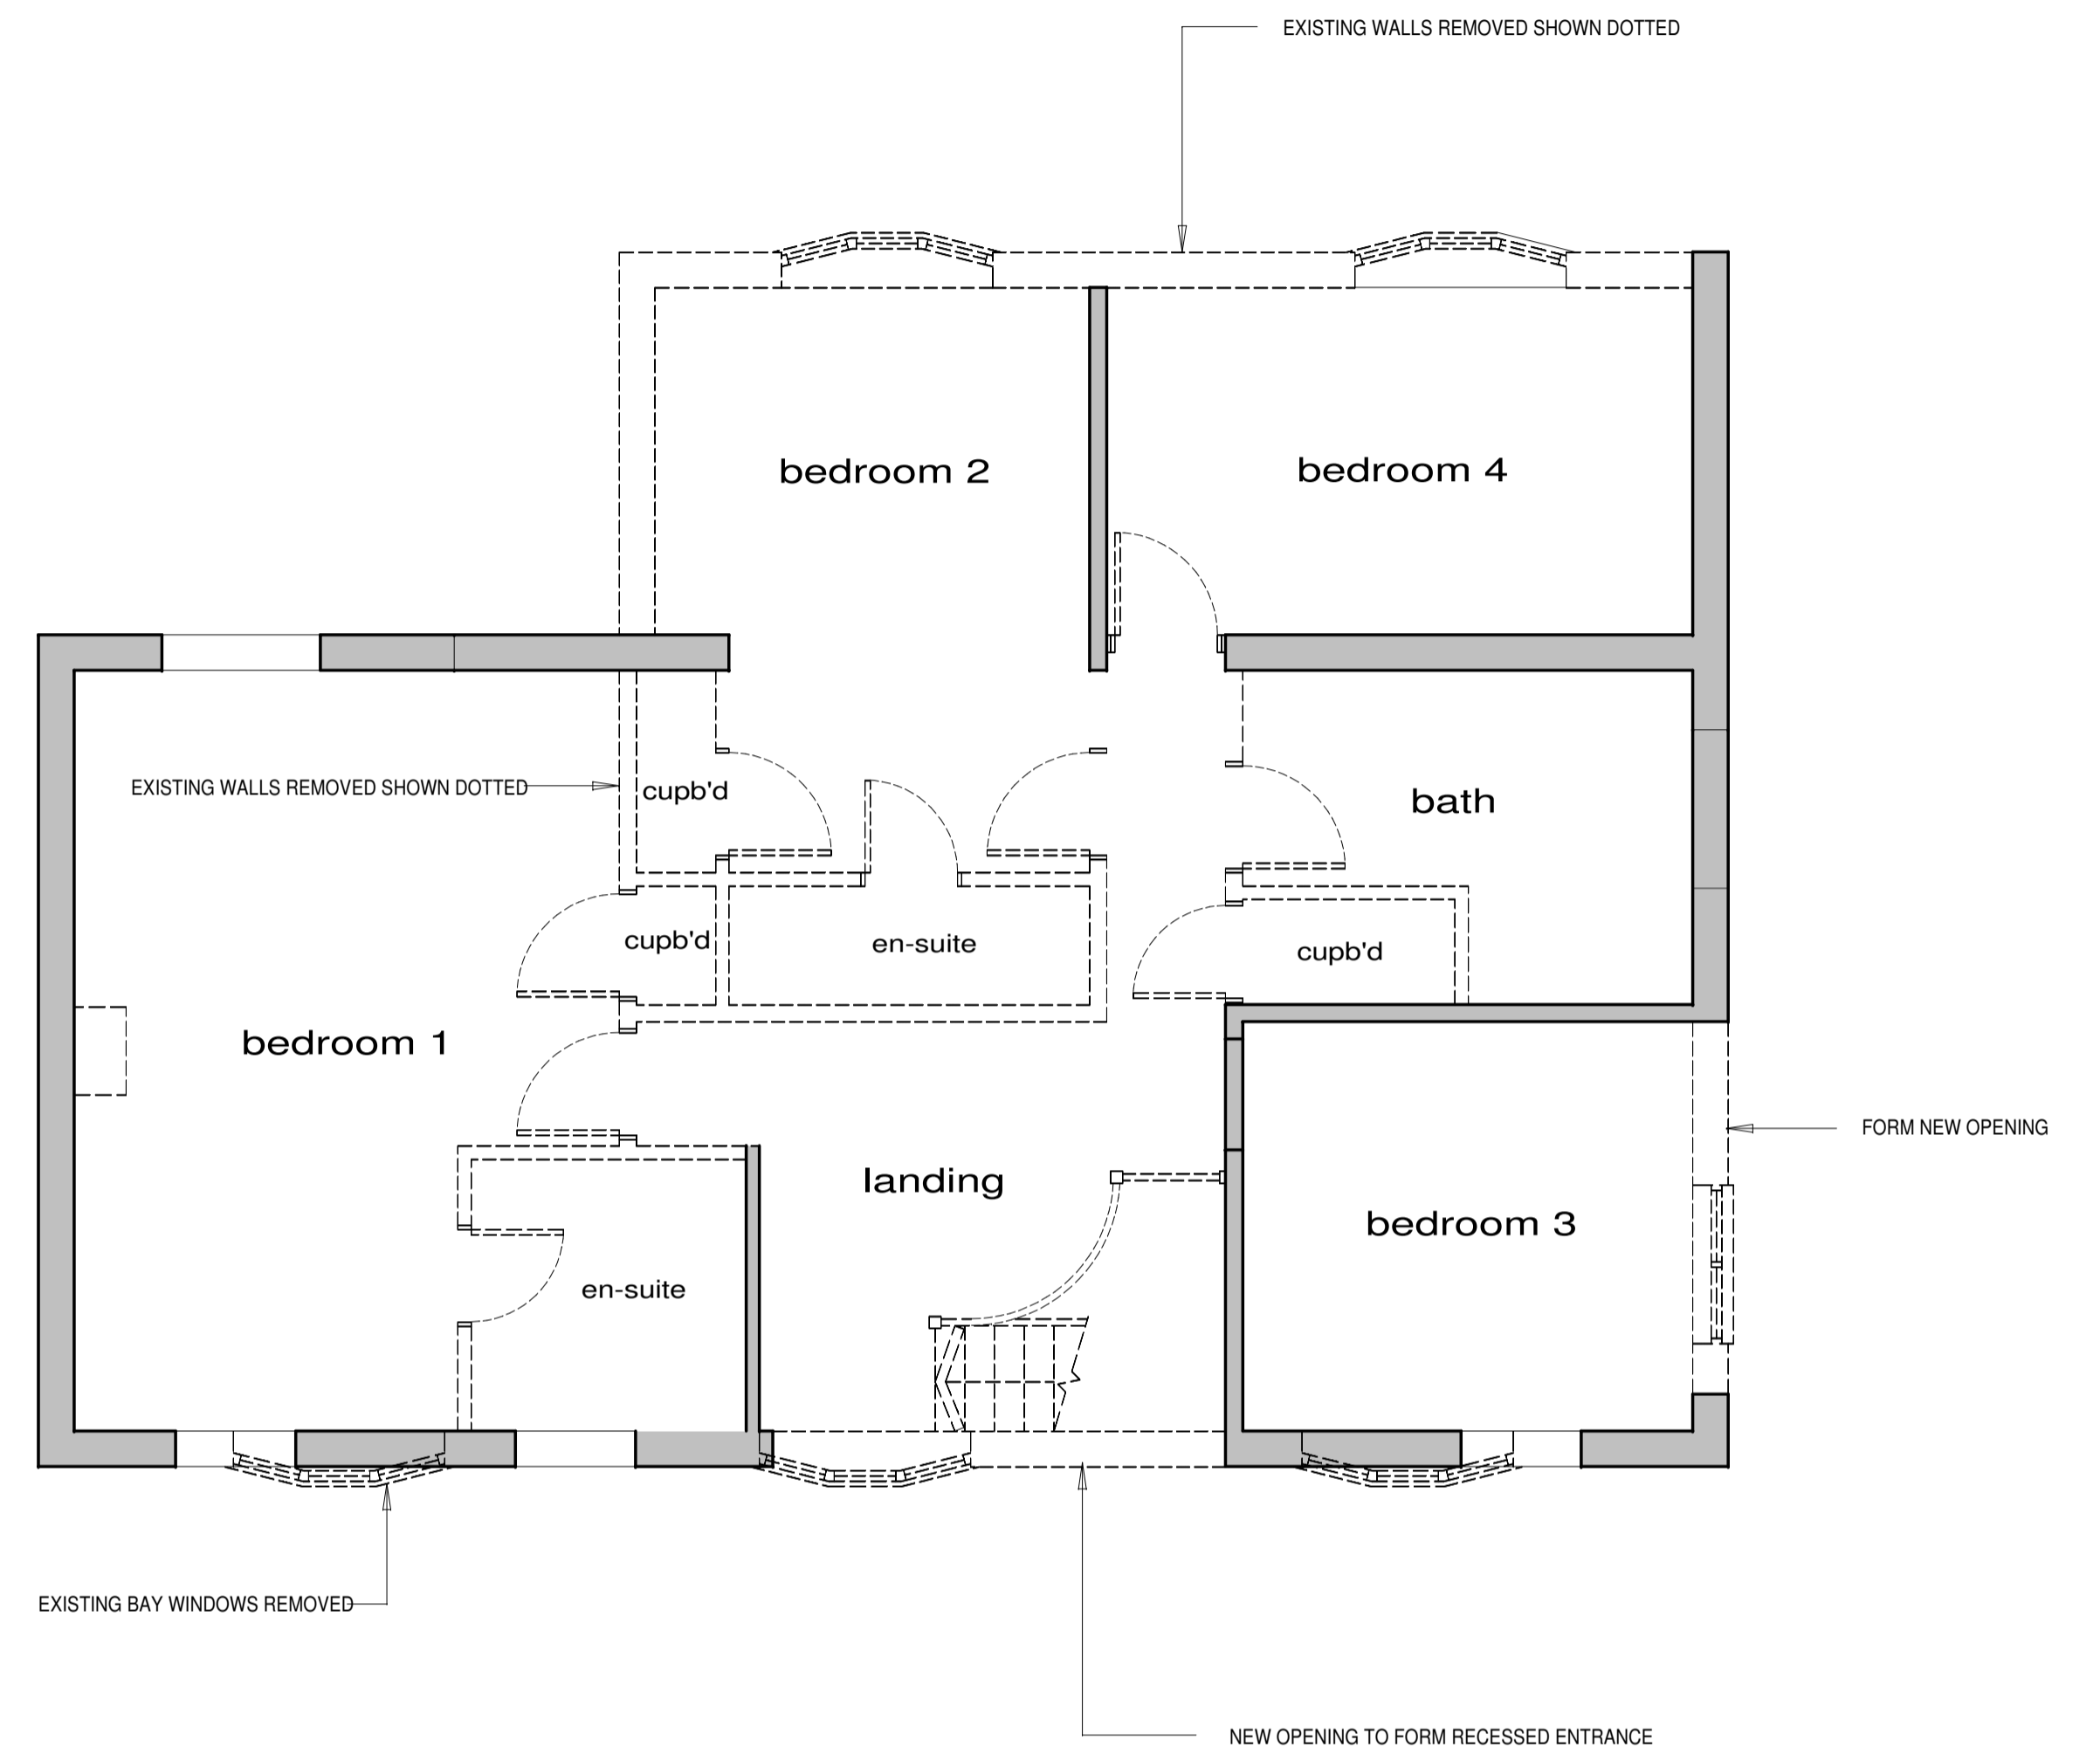 EXISTING WALLS REMOVED SHOWN DOTTED
bedroom 2
bedroom 4
EXISTING WALLS REMOVED SHOWN DOTTED
cupb'd
bath
cupb'd
en-suite
cupb'd
bedroom 1
FORM NEW OPENING
landing
bedroom 3
en-suite
EXISTING BAY WINDOWS REMOVED
NEW OPENING TO FORM RECESSED ENTRANCE